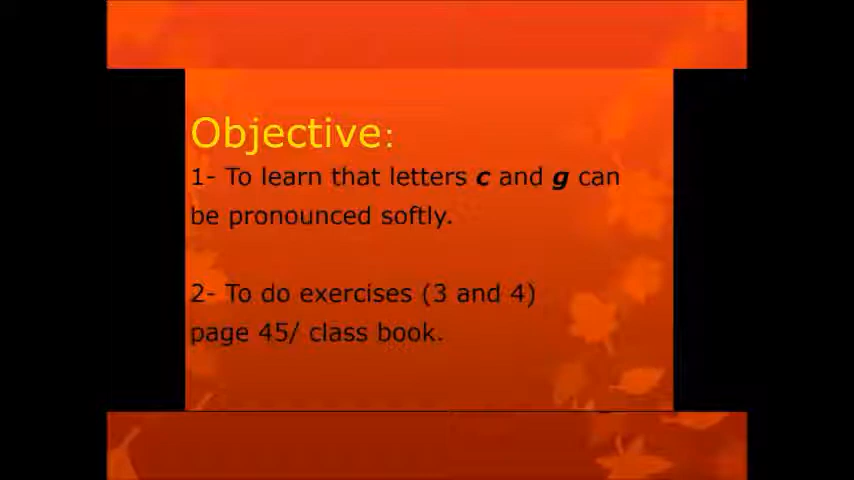 Objective:
1- To learn that letters c and g can
be pronounced softly.
2- To do exercises (3 and 4)
page 45/ class book.